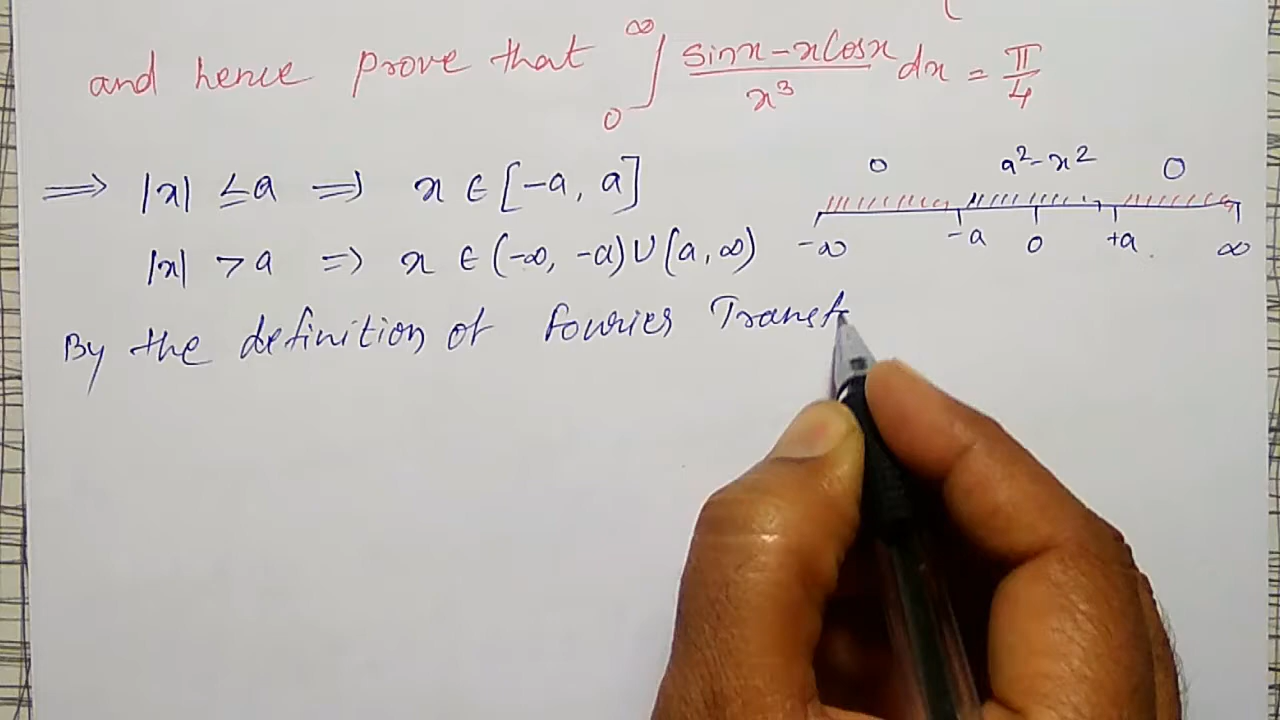 and hence prove that ∫₀^∞ (sinx - xcosx)/x³ dx = π/4
⟹ |x| ≤ a ⟹ x ∈ [-a, a]
0 a²-x² 0
-∞ -a 0 +a ∞
|x| > a ⟹ x ∈ (-∞, -a) ∪ (a, ∞)
By the definition of Fourier Transf